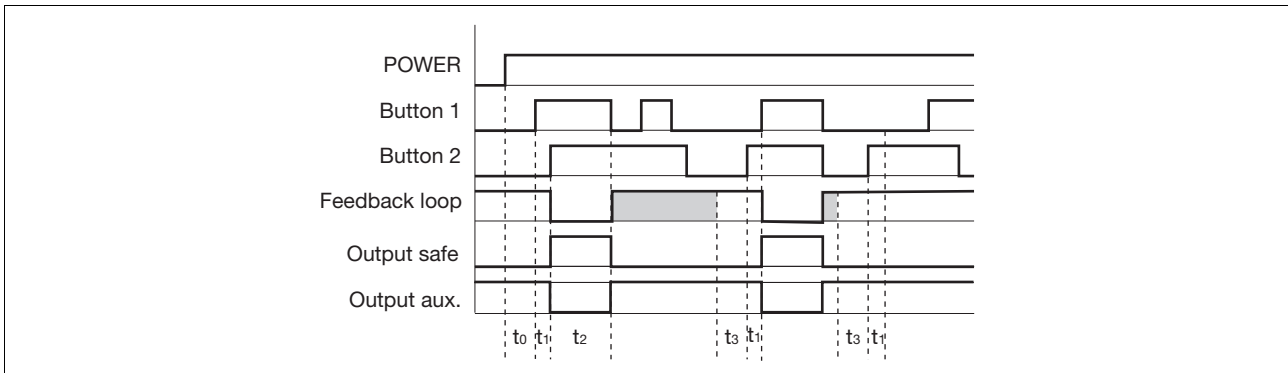 POWER
Button 1
Button 2
Feedback loop
Output safe
Output aux.
t0 t1 t2 t3 t1 t3 t1